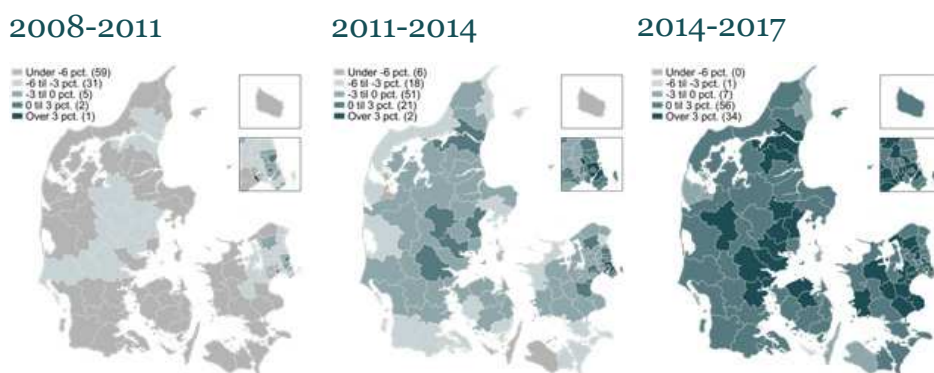 2008-2011
Under -6 pct. (59)
-6 til -3 pct. (31)
-3 til 0 pct. (5)
0 til 3 pct. (2)
Over 3 pct. (1)
2011-2014
Under -6 pct. (6)
-6 til -3 pct. (18)
-3 til 0 pct. (51)
0 til 3 pct. (21)
Over 3 pct. (2)
2014-2017
Under -6 pct. (0)
-6 til -3 pct. (1)
-3 til 0 pct. (7)
0 til 3 pct. (56)
Over 3 pct. (34)